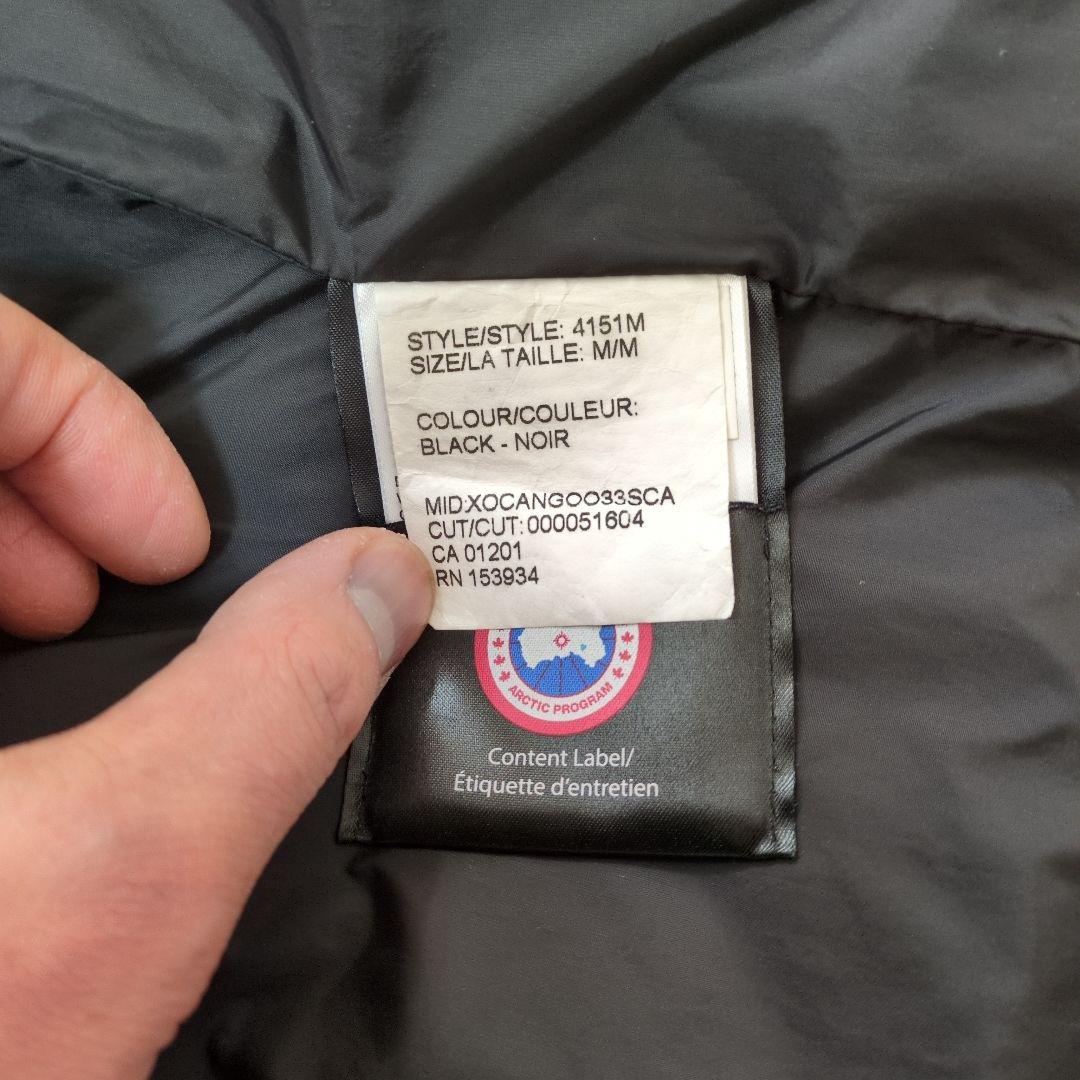 STYLE/STYLE: 4151M
SIZE/LA TAILLE: M/M
COLOUR/COULEUR:
BLACK - NOIR
MID:XOCANGOO33SCA
CUT/CUT: 000051604
CA 01201
RN 153934
ARCTIC PROGRAM
Content Label/
Étiquette d'entretien